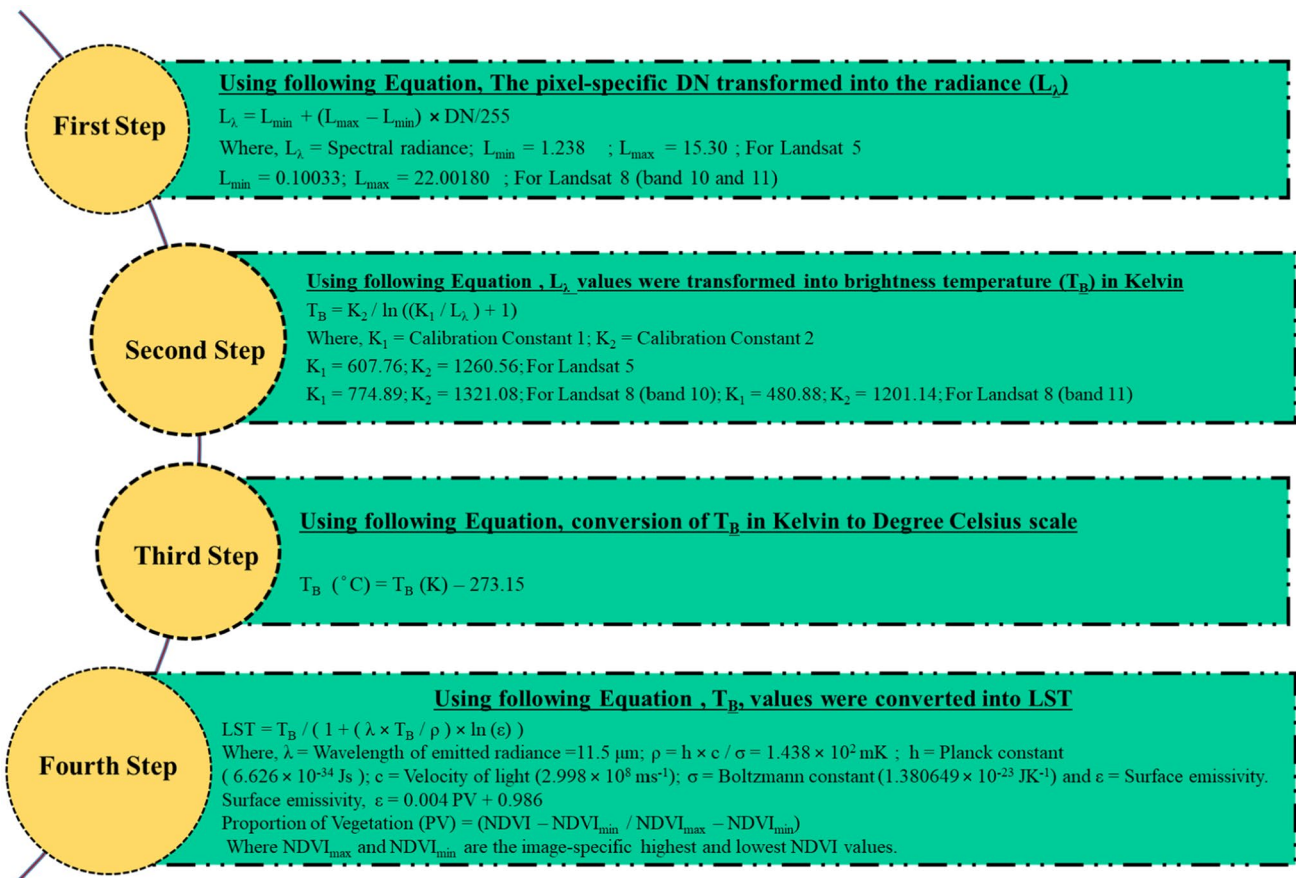 First Step
Using following Equation, The pixel-specific DN transformed into the radiance (Lλ)
Lλ = Lmin + (Lmax – Lmin) × DN/255
Where, Lλ = Spectral radiance; Lmin = 1.238 ; Lmax = 15.30 ; For Landsat 5
Lmin = 0.10033; Lmax = 22.00180 ; For Landsat 8 (band 10 and 11)
Second Step
Using following Equation , Lλ values were transformed into brightness temperature (TB) in Kelvin
TB = K2 / ln ((K1 / Lλ ) + 1)
Where, K1 = Calibration Constant 1; K2 = Calibration Constant 2
K1 = 607.76; K2 = 1260.56; For Landsat 5
K1 = 774.89; K2 = 1321.08; For Landsat 8 (band 10); K1 = 480.88; K2 = 1201.14; For Landsat 8 (band 11)
Third Step
Using following Equation, conversion of TB in Kelvin to Degree Celsius scale
TB (°C) = TB (K) – 273.15
Fourth Step
Using following Equation , TB, values were converted into LST
LST = TB / ( 1 + ( λ × TB / ρ ) × ln (ε) )
Where, λ = Wavelength of emitted radiance =11.5 μm; ρ = h × c / σ = 1.438 × 10² mK ; h = Planck constant
( 6.626 × 10⁻³⁴ Js ); c = Velocity of light (2.998 × 10⁸ ms⁻¹); σ = Boltzmann constant (1.380649 × 10⁻²³ JK⁻¹) and ε = Surface emissivity.
Surface emissivity, ε = 0.004 PV + 0.986
Proportion of Vegetation (PV) = (NDVI – NDVImin / NDVImax – NDVImin)
Where NDVImax and NDVImin are the image-specific highest and lowest NDVI values.